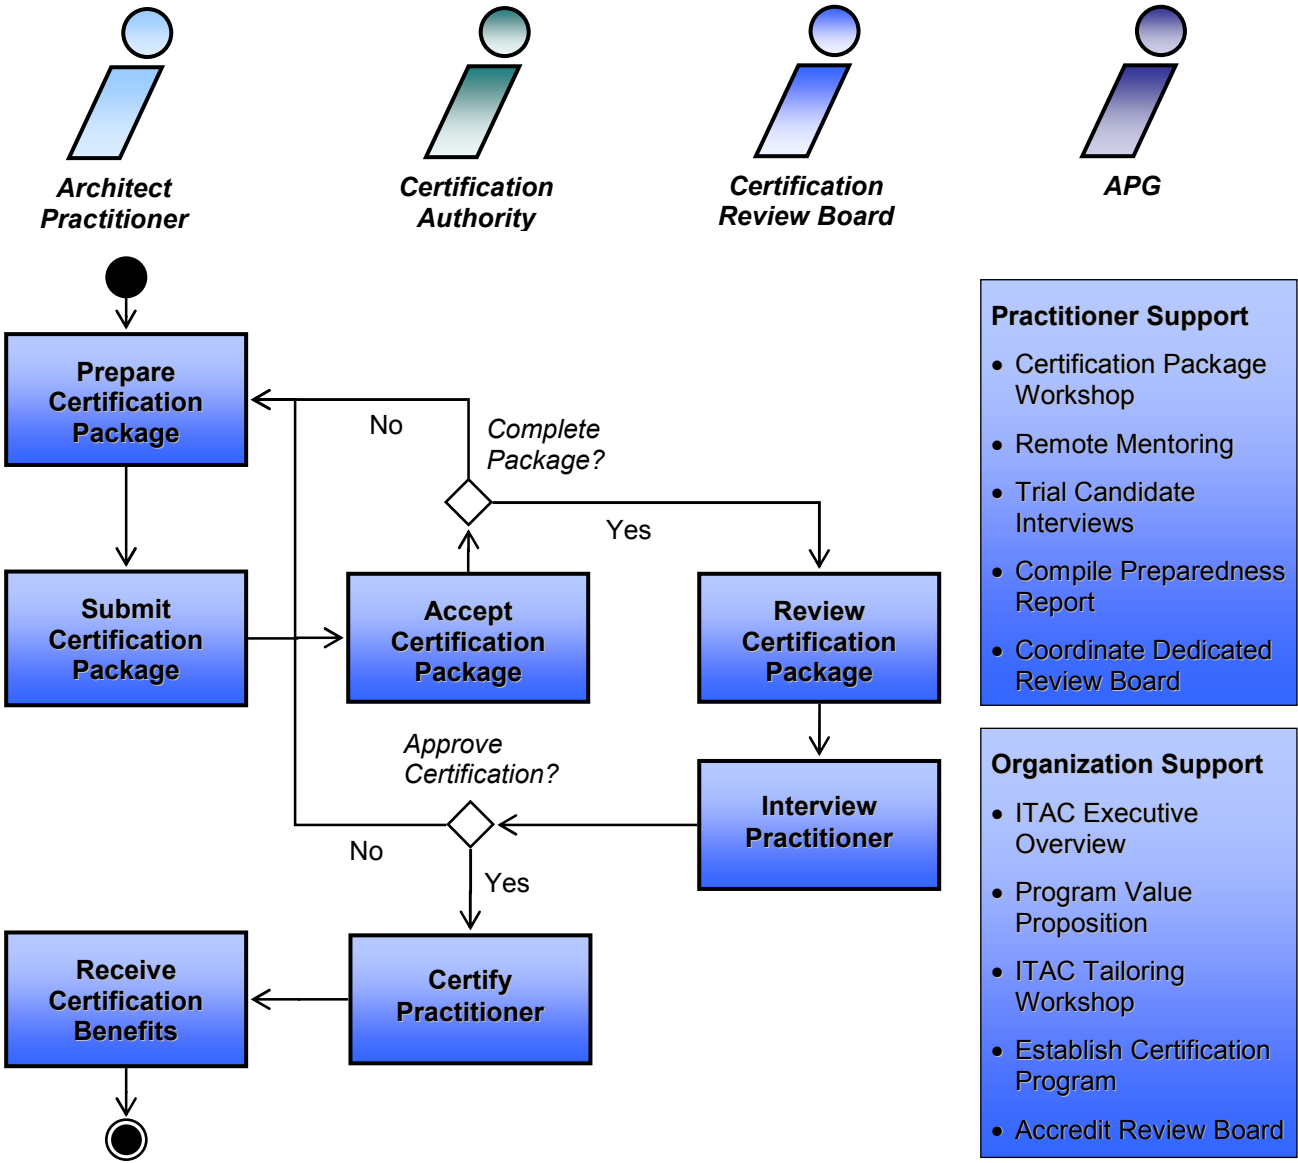 Architect
Practitioner
Certification
Authority
Certification
Review Board
APG
Prepare
Certification
Package
No
Complete
Package?
Yes
Submit
Certification
Package
Accept
Certification
Package
Review
Certification
Package
Approve
Certification?
No
Yes
Interview
Practitioner
Receive
Certification
Benefits
Certify
Practitioner
Practitioner Support
• Certification Package
Workshop
• Remote Mentoring
• Trial Candidate
Interviews
• Compile Preparedness
Report
• Coordinate Dedicated
Review Board
Organization Support
• ITAC Executive
Overview
• Program Value
Proposition
• ITAC Tailoring
Workshop
• Establish Certification
Program
• Accredit Review Board